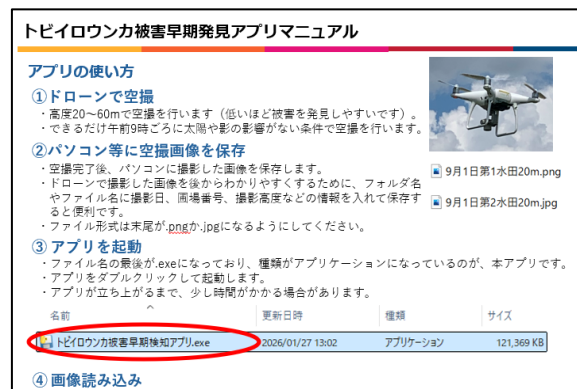 トビイロウンカ被害早期発見アプリマニュアル
アプリの使い方
①ドローンで空撮
・高度20～60mで空撮を行います（低いほど被害を発見しやすいです）。
・できるだけ午前9時ごろに太陽や影の影響がない条件で空撮を行います。
②パソコン等に空撮画像を保存
・空撮完了後、パソコンに撮影した画像を保存します。
・ドローンで撮影した画像を後からわかりやすくするために、フォルダ名
やファイル名に撮影日、圃場番号、撮影高度などの情報を入れて保存す
ると便利です。
・ファイル形式は末尾が.pngか.jpgになるようにしてください。
9月1日第1水田20m.png
9月1日第2水田20m.jpg
③ アプリを起動
・ファイル名の最後が.exeになっており、種類がアプリケーションになっているのが、本アプリです。
・アプリをダブルクリックして起動します。
・アプリが立ち上がるまで、少し時間がかかる場合があります。
名前 更新日時 種類 サイズ
トビイロウンカ被害早期検知アプリ.exe 2026/01/27 13:02 アプリケーション 121,369 KB
④ 画像読み込み